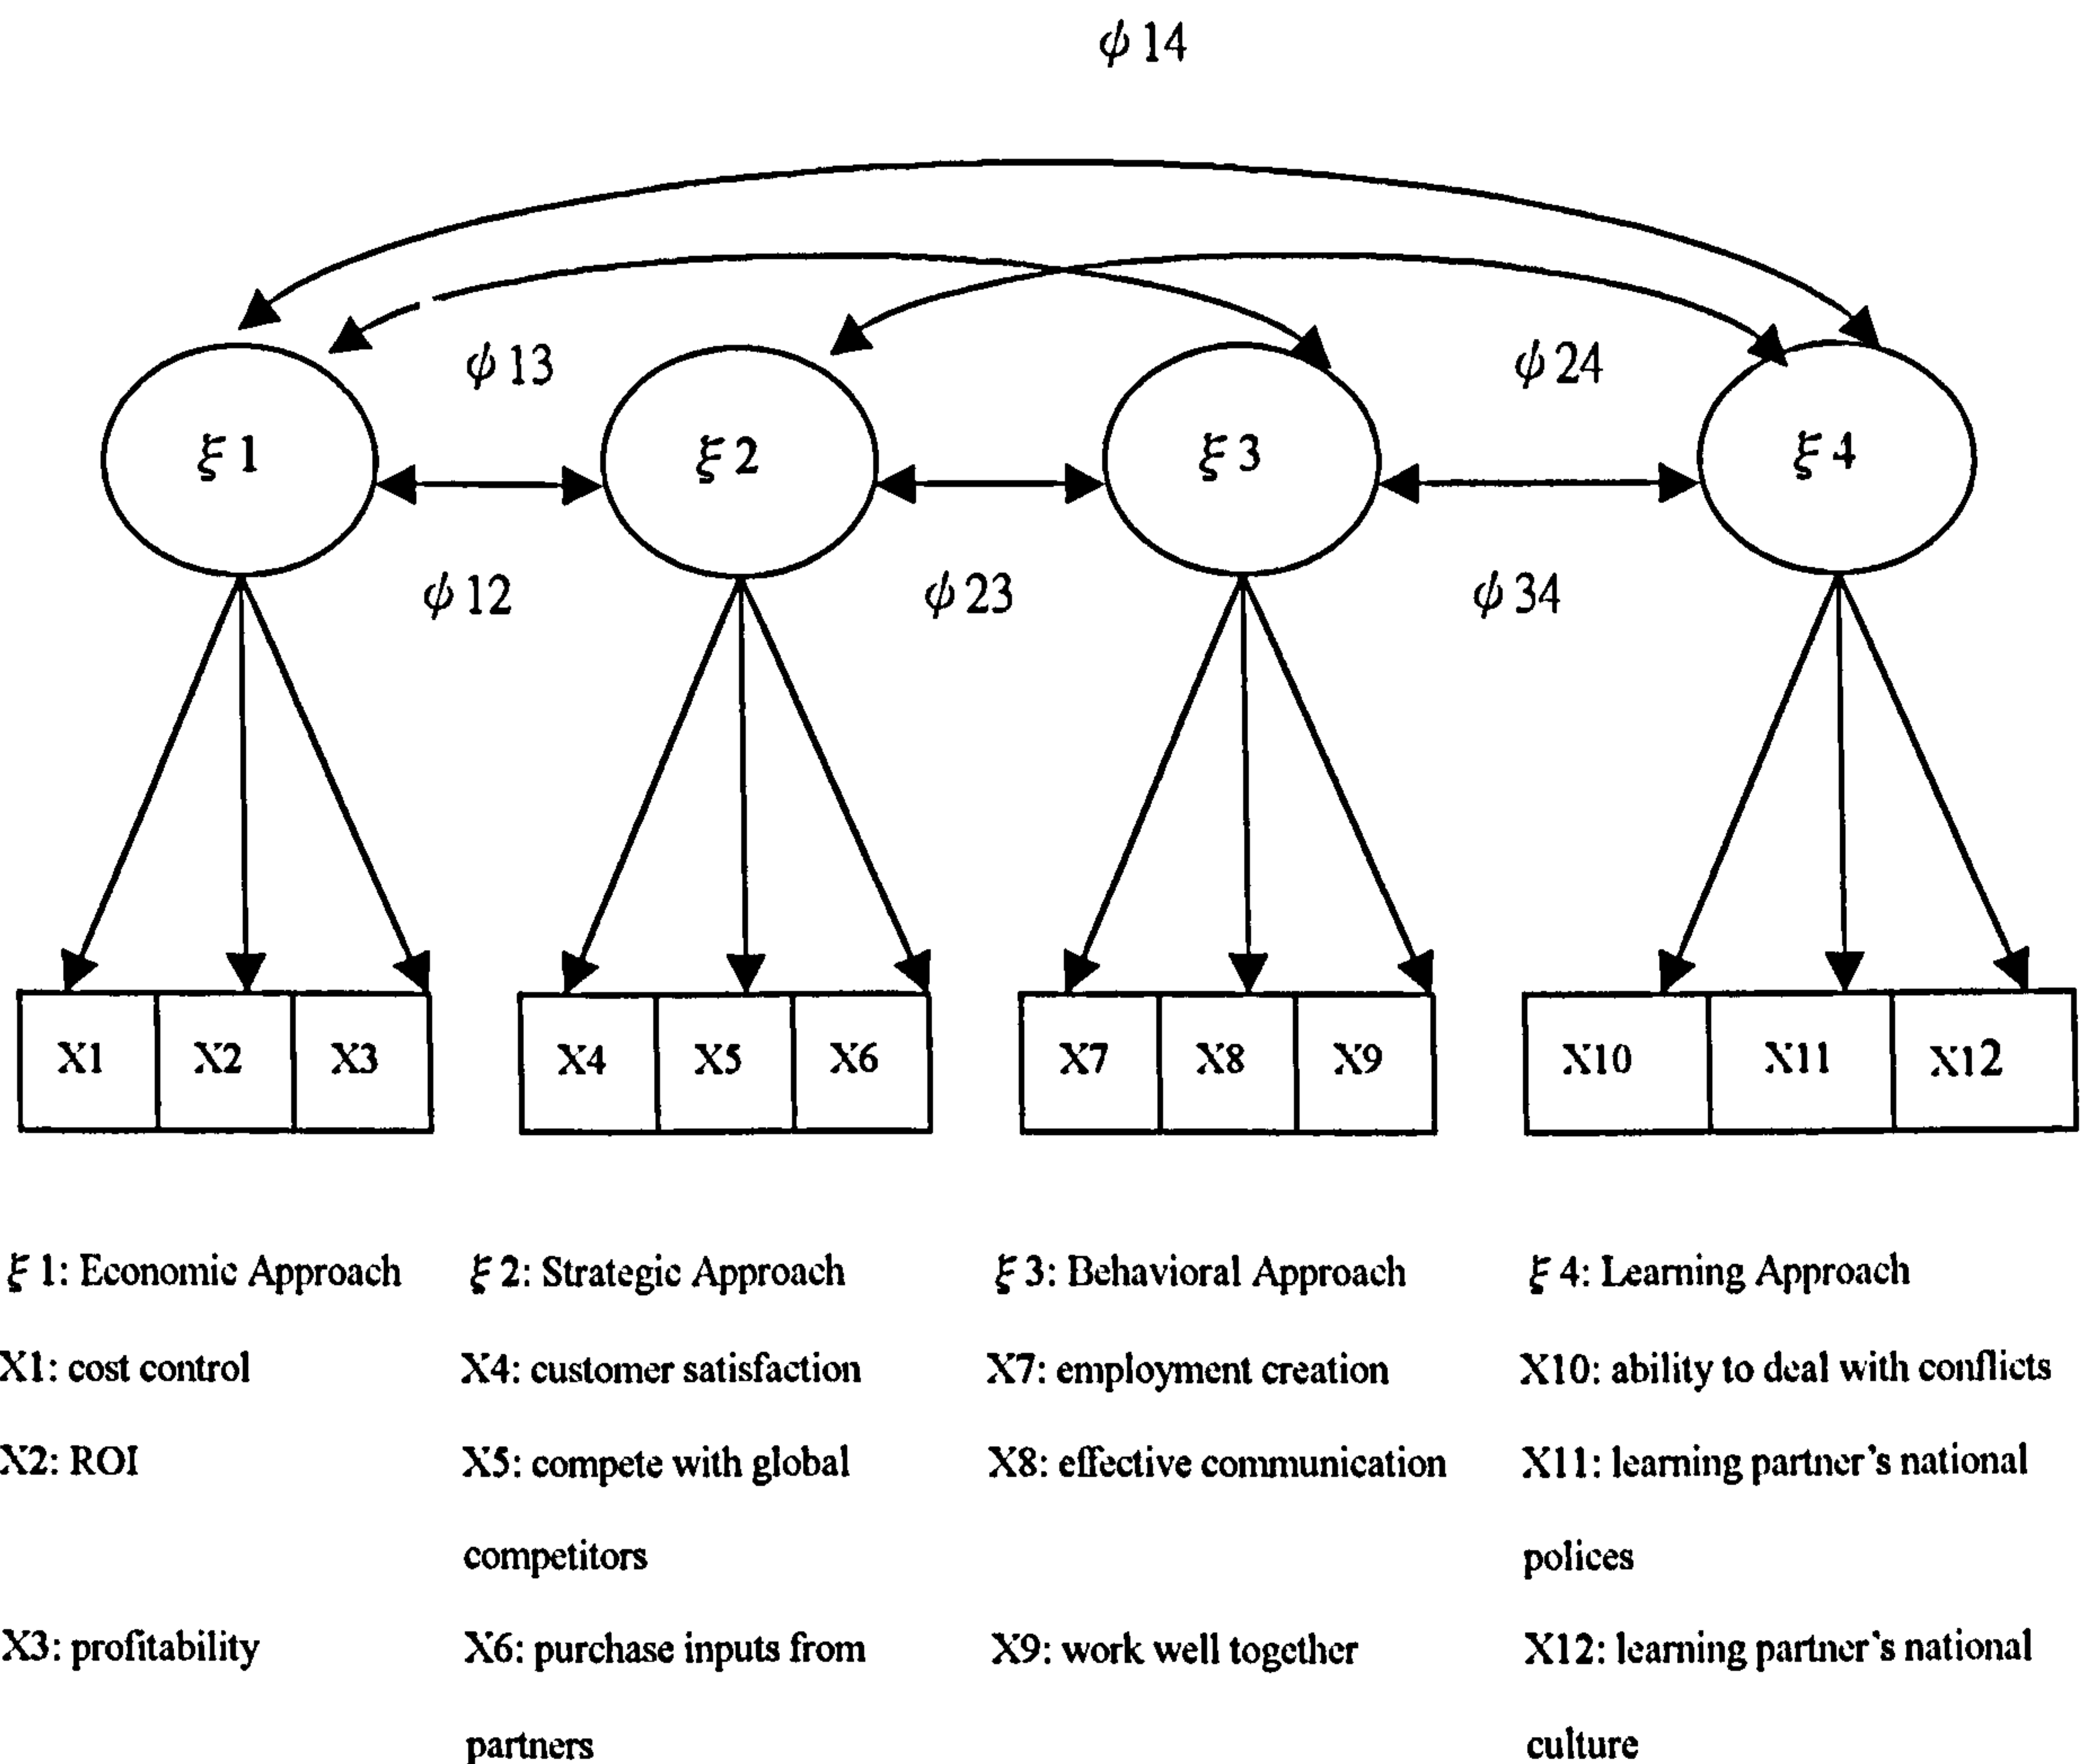 ϕ14
ϕ13
ϕ24
ξ1
ξ2
ξ3
ξ4
ϕ12
ϕ23
ϕ34
X1 X2 X3
X4 X5 X6
X7 X8 X9
X10 X11 X12
ξ1: Economic Approach
ξ2: Strategic Approach
ξ3: Behavioral Approach
ξ4: Learning Approach
X1: cost control
X4: customer satisfaction
X7: employment creation
X10: ability to deal with conflicts
X2: ROI
X5: compete with global
competitors
X8: effective communication
X11: learning partner's national
polices
X3: profitability
X6: purchase inputs from
partners
X9: work well together
X12: learning partner's national
culture